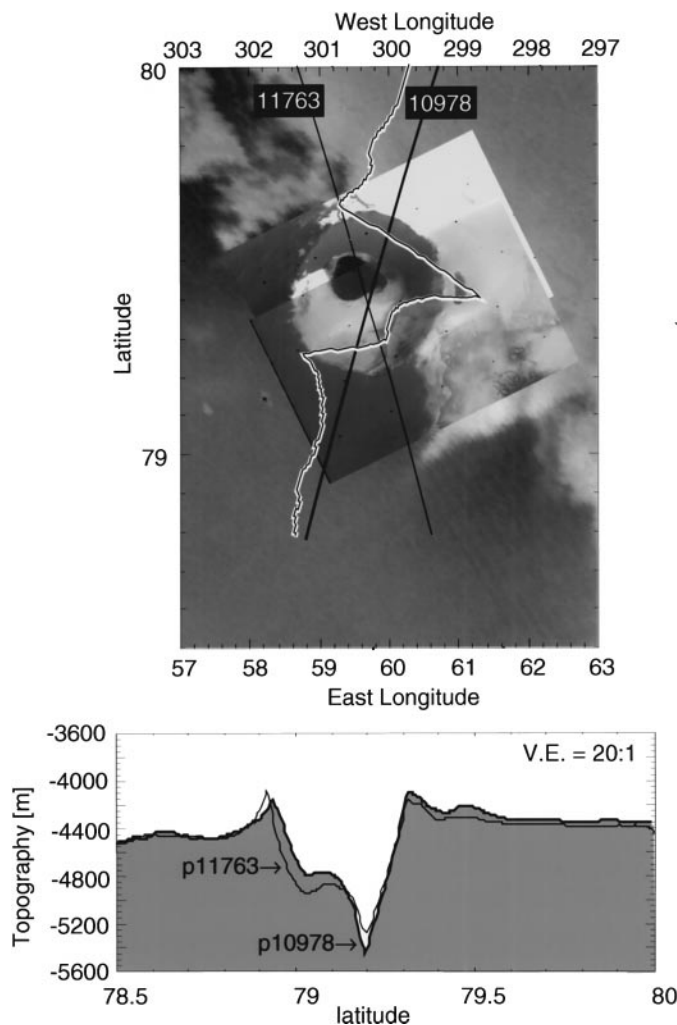 West Longitude
303 302 301 300 299 298 297
80
11763 10978
Latitude
79
57 58 59 60 61 62 63
East Longitude
-3600
V.E. = 20:1
-4000
Topography [m]
-4400
p11763→
-4800
-5200
p10978→
-5600
78.5 79 79.5 80
latitude